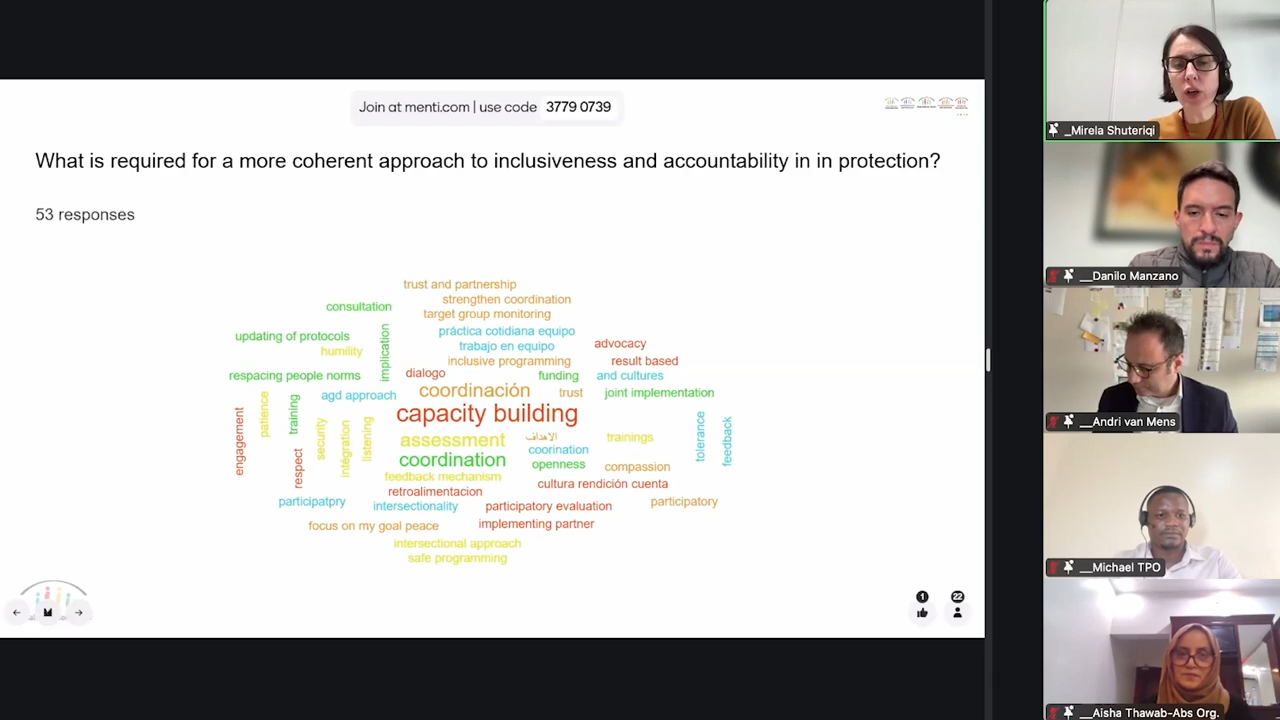 Join at menti.com | use code 3779 0739
What is required for a more coherent approach to inclusiveness and accountability in in protection?
53 responses
trust and partnership
strengthen coordination
consultation
target group monitoring
updating of protocols
práctica cotidiana equipo
humility
implication
trabajo en equipo
advocacy
inclusive programming
result based
respacing people norms
dialogo
funding
and cultures
agd approach
coordinación
trust
joint implementation
capacity building
engagement
patience
training
respect
security
intégration
listening
assessment
الاهداف
trainings
tolerance
feedback
coordination
coorination
openness
compassion
feedback mechanism
cultura rendición cuenta
retroalimentacion
participatpry
intersectionality
participatory evaluation
participatory
focus on my goal peace
implementing partner
intersectional approach
safe programming
1
22
_Mirela Shuteriqi
__Danilo Manzano
__Andri van Mens
__Michael TPO
__Aisha Thawab-Abs Org.